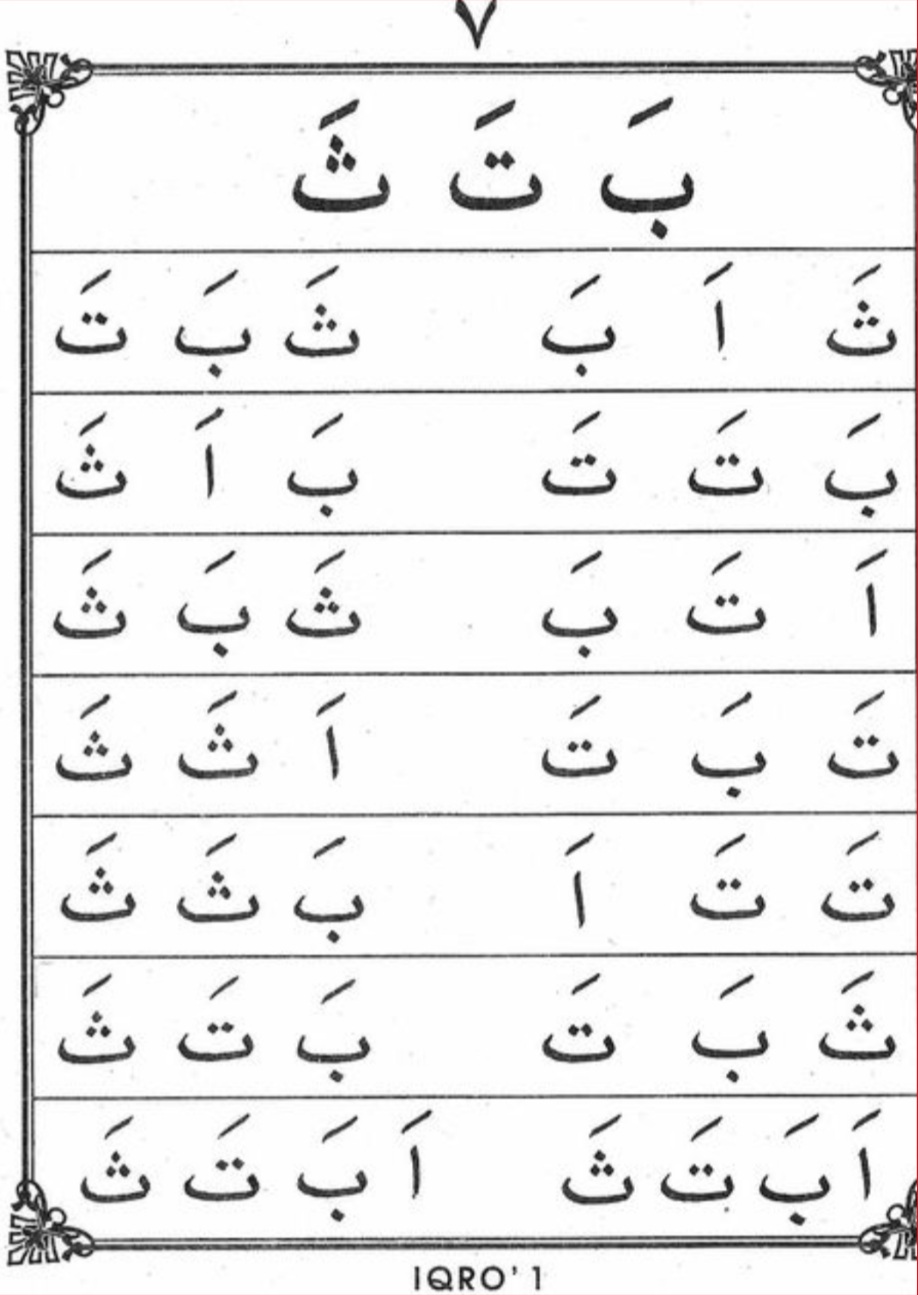 ٧
بَ تَ ثَ
ثَ اَ بَ ثَ بَ تَ
بَ تَ تَ بَ اَ ثَ
اَ تَ بَ ثَ بَ ثَ
تَ بَ تَ اَ ثَ ثَ
تَ تَ اَ بَ ثَ ثَ
ثَ بَ تَ بَ تَ ثَ
اَ بَ تَ ثَ اَ بَ تَ ثَ
IQRO' 1